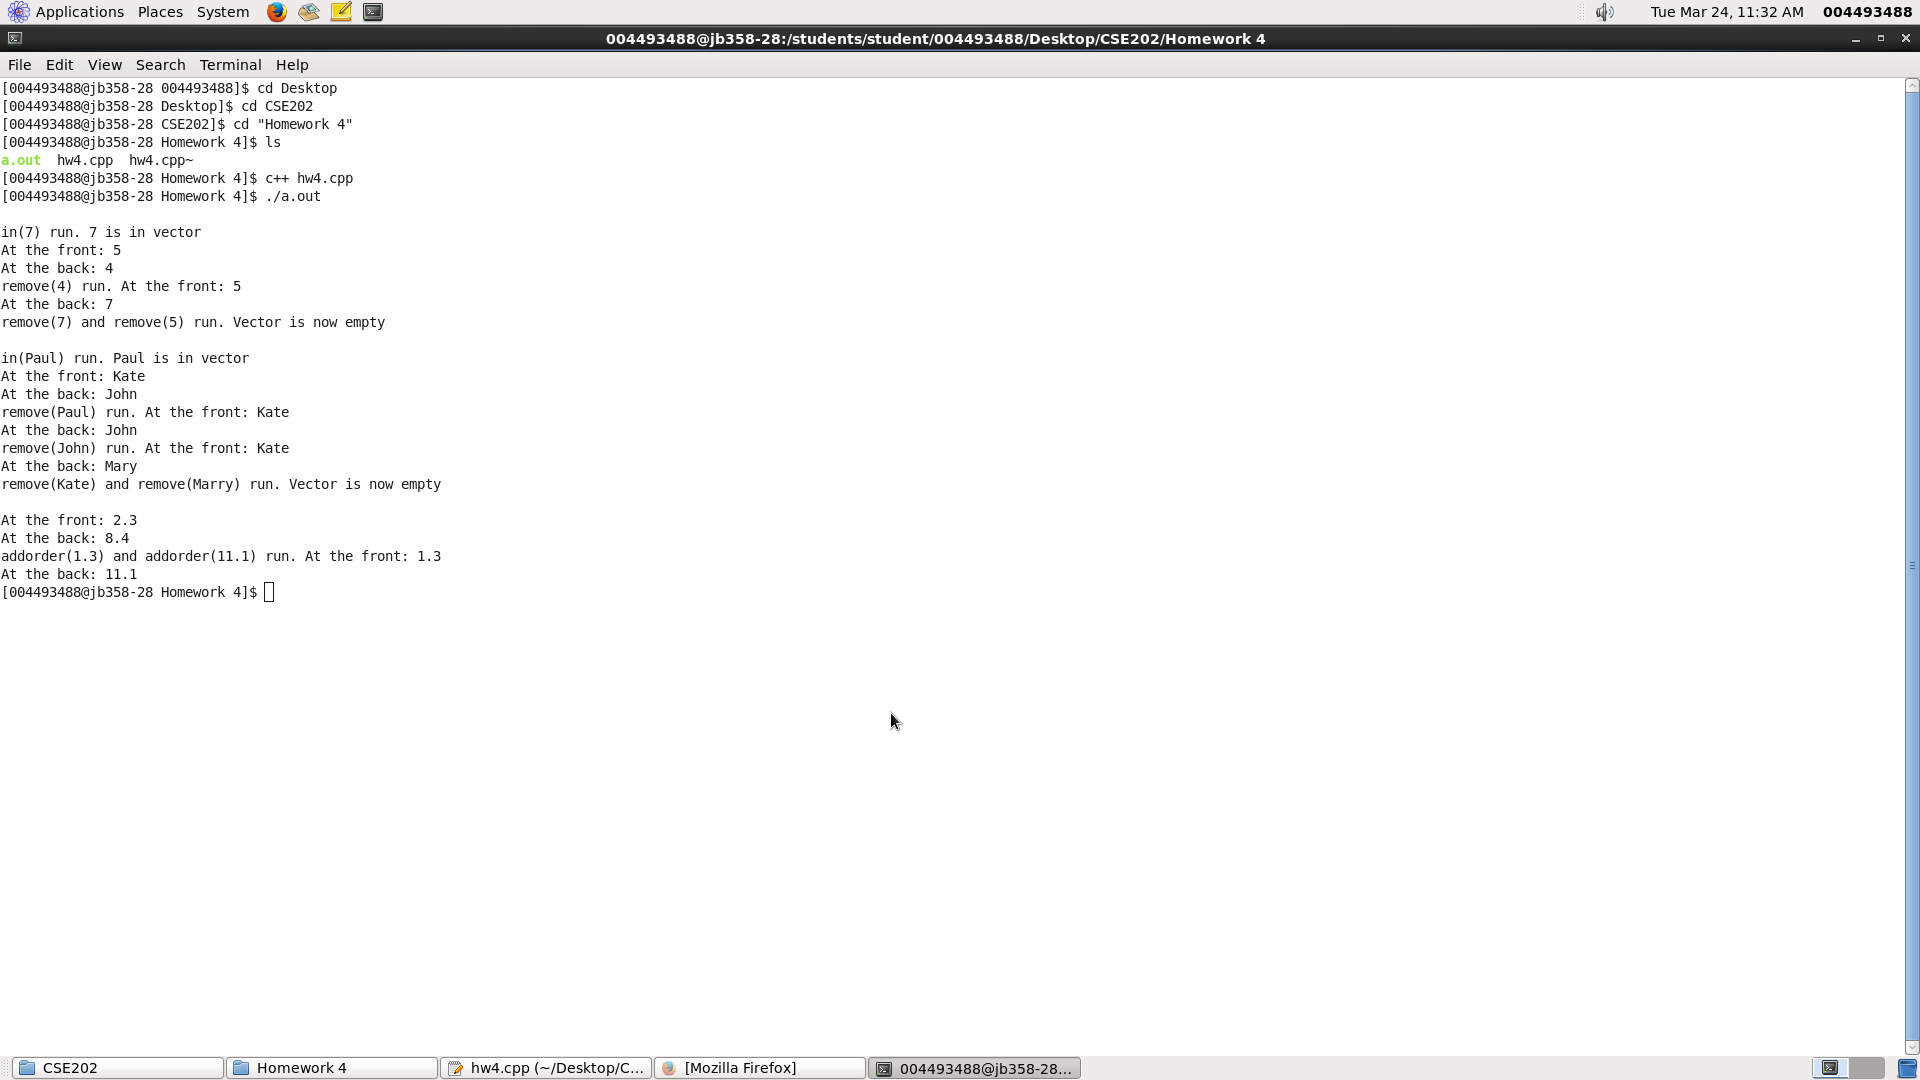 Applications Places System Tue Mar 24, 11:32 AM 004493488
004493488@jb358-28:/students/student/004493488/Desktop/CSE202/Homework 4
File Edit View Search Terminal Help
[004493488@jb358-28 004493488]$ cd Desktop
[004493488@jb358-28 Desktop]$ cd CSE202
[004493488@jb358-28 CSE202]$ cd "Homework 4"
[004493488@jb358-28 Homework 4]$ ls
a.out  hw4.cpp  hw4.cpp~
[004493488@jb358-28 Homework 4]$ c++ hw4.cpp
[004493488@jb358-28 Homework 4]$ ./a.out
in(7) run. 7 is in vector
At the front: 5
At the back: 4
remove(4) run. At the front: 5
At the back: 7
remove(7) and remove(5) run. Vector is now empty
in(Paul) run. Paul is in vector
At the front: Kate
At the back: John
remove(Paul) run. At the front: Kate
At the back: John
remove(John) run. At the front: Kate
At the back: Mary
remove(Kate) and remove(Marry) run. Vector is now empty
At the front: 2.3
At the back: 8.4
addorder(1.3) and addorder(11.1) run. At the front: 1.3
At the back: 11.1
[004493488@jb358-28 Homework 4]$
CSE202 Homework 4 hw4.cpp (~/Desktop/C... [Mozilla Firefox] 004493488@jb358-28...